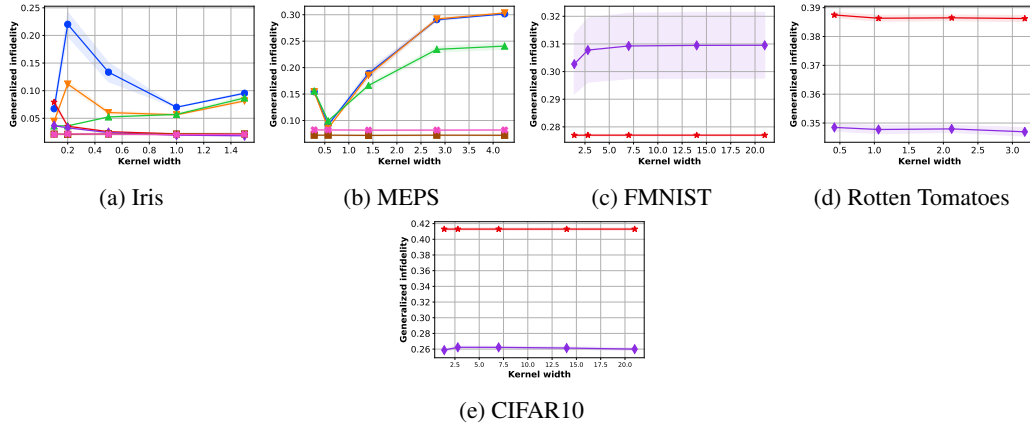 0.25
0.20
0.15
0.10
0.05
Generalized infidelity
0.2 0.4 0.6 0.8 1.0 1.2 1.4
Kernel width
(a) Iris
0.30
0.25
0.20
0.15
0.10
Generalized infidelity
0.5 1.0 1.5 2.0 2.5 3.0 3.5 4.0
Kernel width
(b) MEPS
0.32
0.31
0.30
0.29
0.28
Generalized infidelity
2.5 5.0 7.5 10.0 12.5 15.0 17.5 20.0
Kernel width
(c) FMNIST
0.39
0.38
0.37
0.36
0.35
Generalized infidelity
0.5 1.0 1.5 2.0 2.5 3.0
Kernel width
(d) Rotten Tomatoes
0.42
0.40
0.38
0.36
0.34
0.32
0.30
0.28
0.26
Generalized infidelity
2.5 5.0 7.5 10.0 12.5 15.0 17.5 20.0
Kernel width
(e) CIFAR10